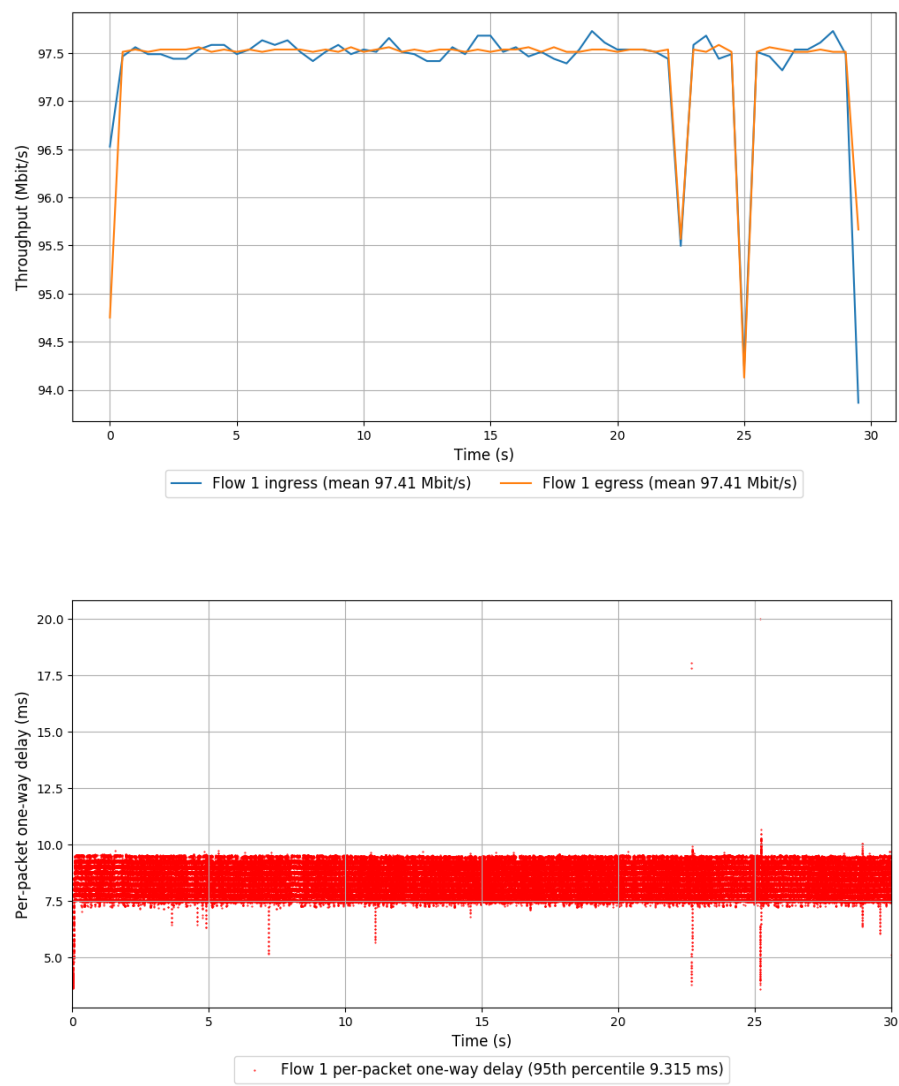 97.5
97.0
96.5
96.0
95.5
95.0
94.5
94.0
Throughput (Mbit/s)
0 5 10 15 20 25 30
Time (s)
Flow 1 ingress (mean 97.41 Mbit/s) Flow 1 egress (mean 97.41 Mbit/s)
20.0
17.5
15.0
12.5
10.0
7.5
5.0
Per-packet one-way delay (ms)
0 5 10 15 20 25 30
Time (s)
Flow 1 per-packet one-way delay (95th percentile 9.315 ms)